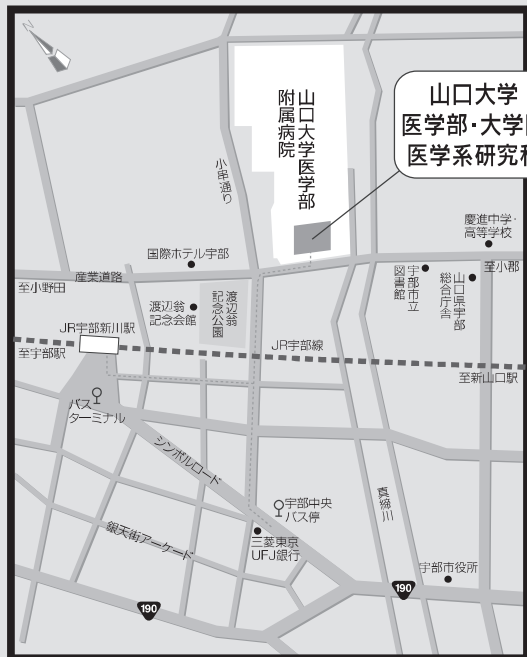 N
山口大学
医学部・大学
医学系研究
山口大学医学部
附属病院
小串通り
国際ホテル宇部
慶進中学・
高等学校
産業道路
至小野田
至小郡
渡辺翁
記念会館
渡辺翁
記念公園
宇部市立
図書館
山口県宇部
総合庁舎
JR宇部新川駅
至宇部駅
JR宇部線
至新山口駅
バス
ターミナル
シンボルロード
宇部中央
バス停
三菱東京
UFJ銀行
真締川
銀天街アーケード
宇部市役所
190
190